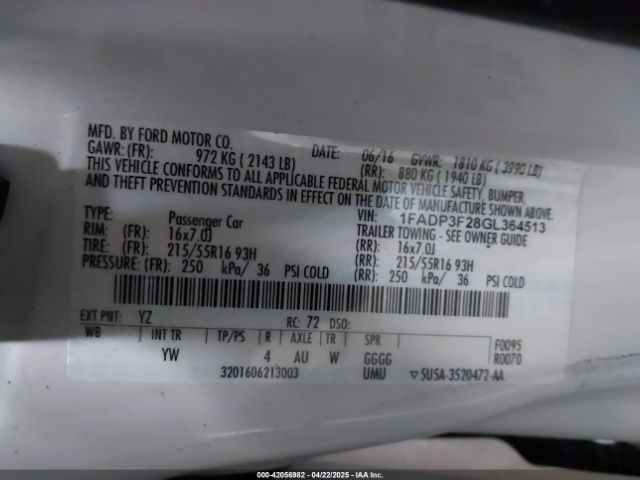 MFD. BY FORD MOTOR CO.
DATE: 06/16 GVWR: 1810 KG ( 3990 LB)
GAWR: (FR): 972 KG ( 2143 LB) (RR): 880 KG ( 1940 LB)
THIS VEHICLE CONFORMS TO ALL APPLICABLE FEDERAL MOTOR VEHICLE SAFETY, BUMPER,
AND THEFT PREVENTION STANDARDS IN EFFECT ON THE DATE OF MANUFACTURE SHOWN ABOVE.
VIN: 1FADP3F28GL364513
TYPE: Passenger Car TRAILER TOWING - SEE OWNER GUIDE
RIM: (FR): 16x7.0J (RR): 16x7.0J
TIRE: (FR): 215/55R16 93H (RR): 215/55R16 93H
PRESSURE: (FR): 250 kPa/ 36 PSI COLD (RR): 250 kPa/ 36 PSI COLD
EXT PNT: YZ RC: 72 DSO:
WB INT TR TP/PS R AXLE TR SPR F0095
YW 4 AU W GGGG R0070
3201606213003 UMU ▽5U5A-3520472-AA
000-42056982 - 04/22/2025 - IAA Inc.